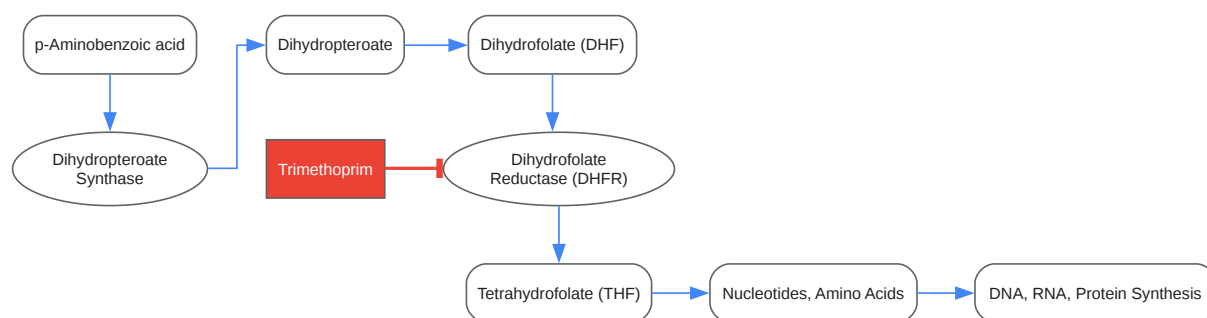 p-Aminobenzoic acid
Dihydropteroate
Dihydrofolate (DHF)
Dihydropteroate
Synthase
Trimethoprim
Dihydrofolate
Reductase (DHFR)
Tetrahydrofolate (THF)
Nucleotides, Amino Acids
DNA, RNA, Protein Synthesis